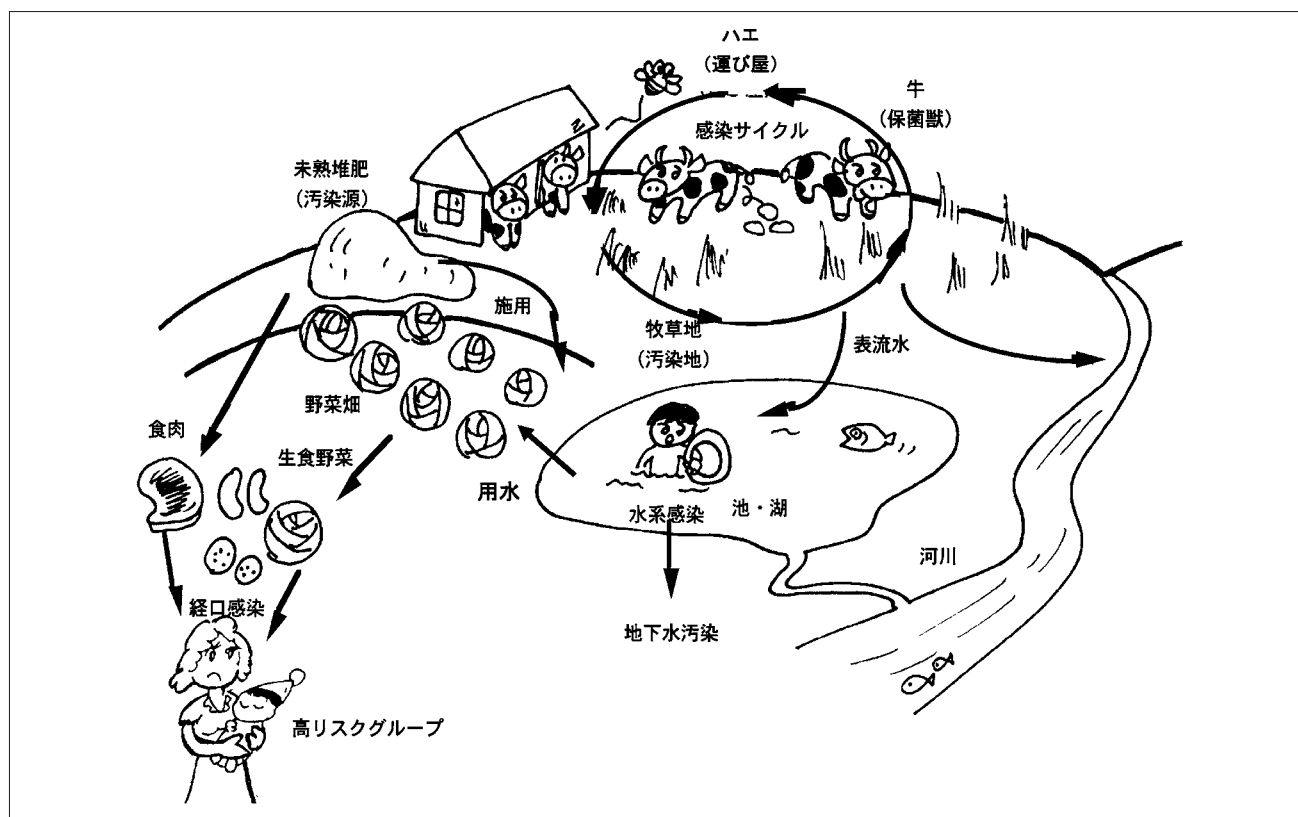 ハエ
(運び屋)
牛
(保菌獣)
感染サイクル
未熟堆肥
(汚染源)
施用
牧草地
(汚染地)
表流水
野菜畑
食肉
生食野菜
用水
水系感染
池・湖
河川
経口感染
地下水汚染
高リスクグループ